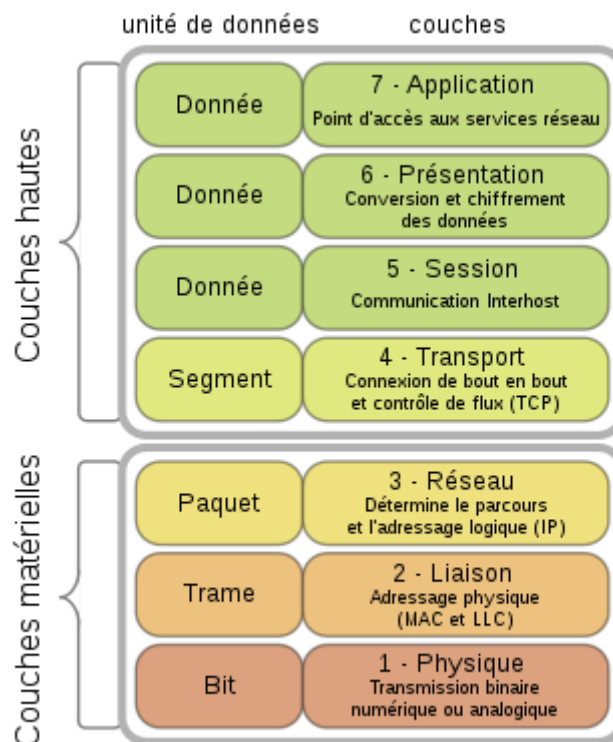 unité de données
couches
Couches hautes
Donnée
7 - Application
Point d'accès aux services réseau
Donnée
6 - Présentation
Conversion et chiffrement
des données
Donnée
5 - Session
Communication Interhost
Segment
4 - Transport
Connexion de bout en bout
et contrôle de flux (TCP)
Couches matérielles
Paquet
3 - Réseau
Détermine le parcours
et l'adressage logique (IP)
Trame
2 - Liaison
Adressage physique
(MAC et LLC)
Bit
1 - Physique
Transmission binaire
numérique ou analogique